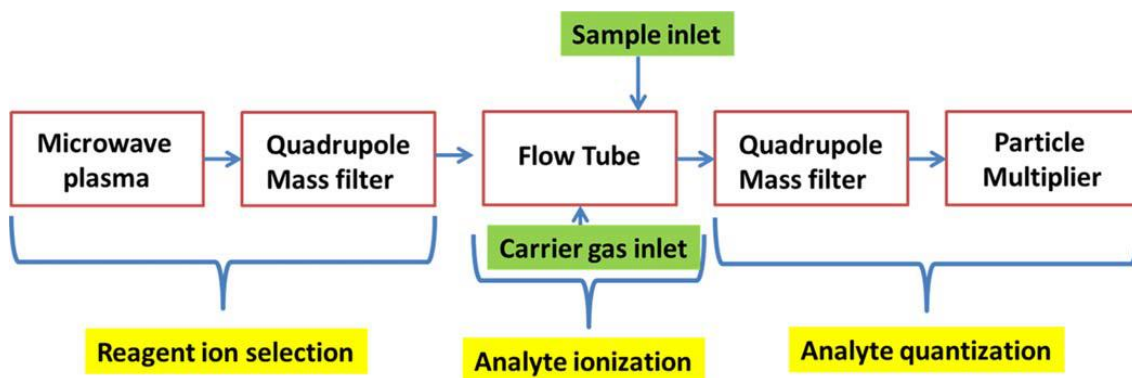 Sample inlet
Microwave
plasma
Quadrupole
Mass filter
Flow Tube
Quadrupole
Mass filter
Particle
Multiplier
Carrier gas inlet
Reagent ion selection
Analyte ionization
Analyte quantization